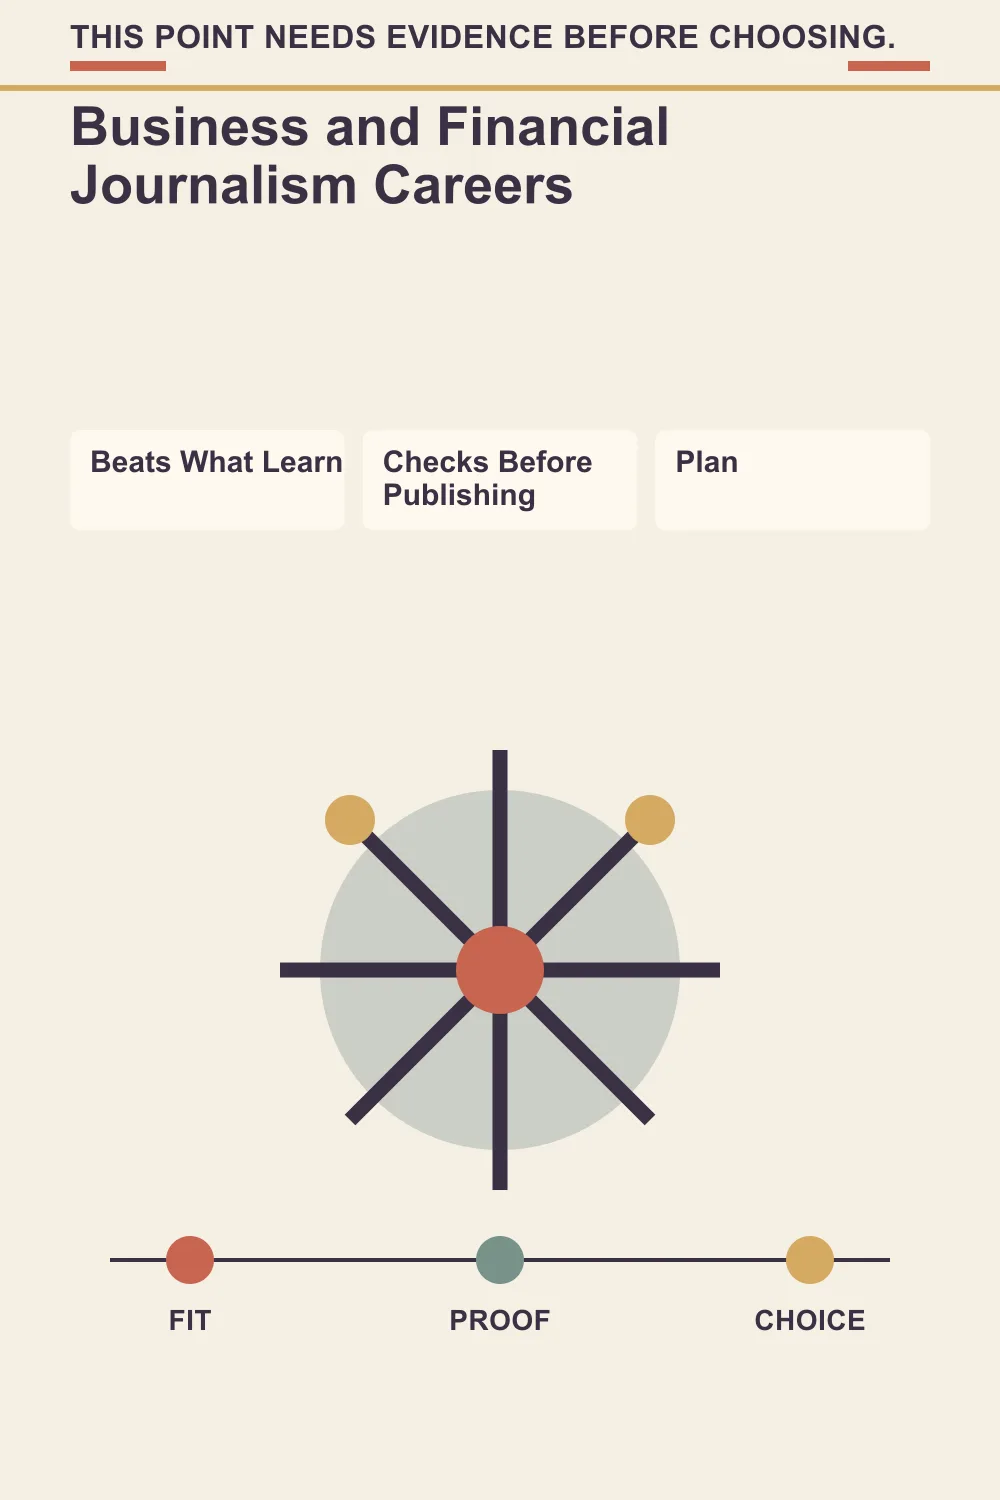 THIS POINT NEEDS EVIDENCE BEFORE CHOOSING.
Business and Financial
Journalism Careers
Beats What Learn
Checks Before
Publishing
Plan
FIT
PROOF
CHOICE